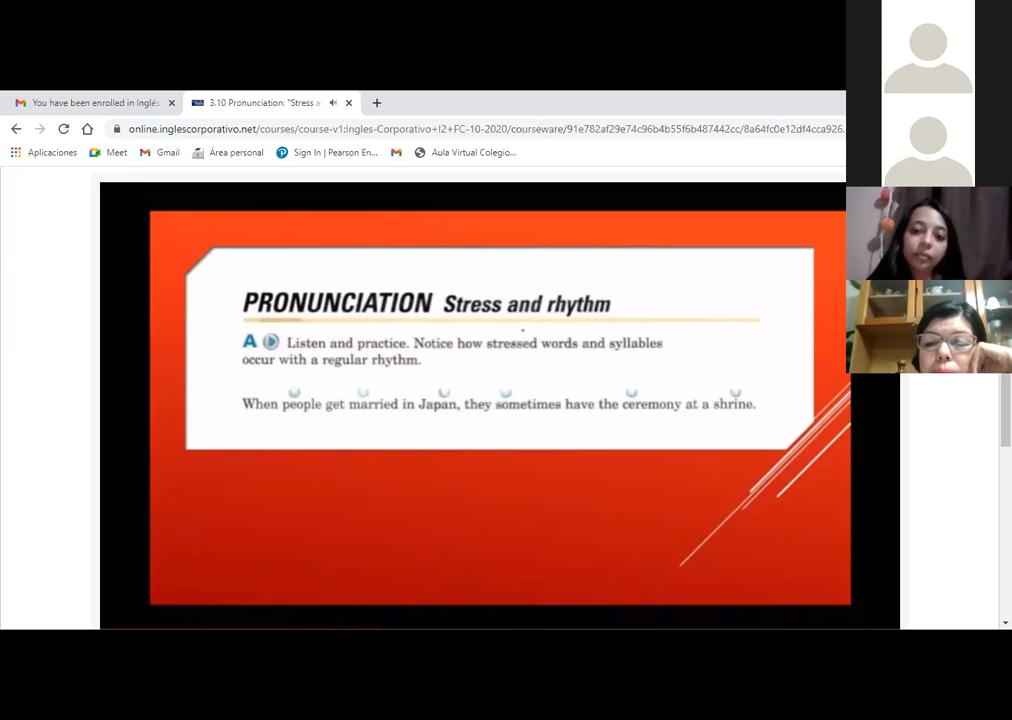 You have been enrolled in Inglés
3.10 Pronunciation: "Stress a
online.inglescorporativo.net/courses/course-v1:Ingles-Corporativo+I2+FC-10-2020/courseware/91e782af29e74c96b4b55f6b487442cc/8a64fc0e12df4cca926.
Aplicaciones Meet Gmail Área personal Sign In | Pearson En... Aula Virtual Colegio...
PRONUNCIATION Stress and rhythm
A Listen and practice. Notice how stressed words and syllables
occur with a regular rhythm.
When people get married in Japan, they sometimes have the ceremony at a shrine.